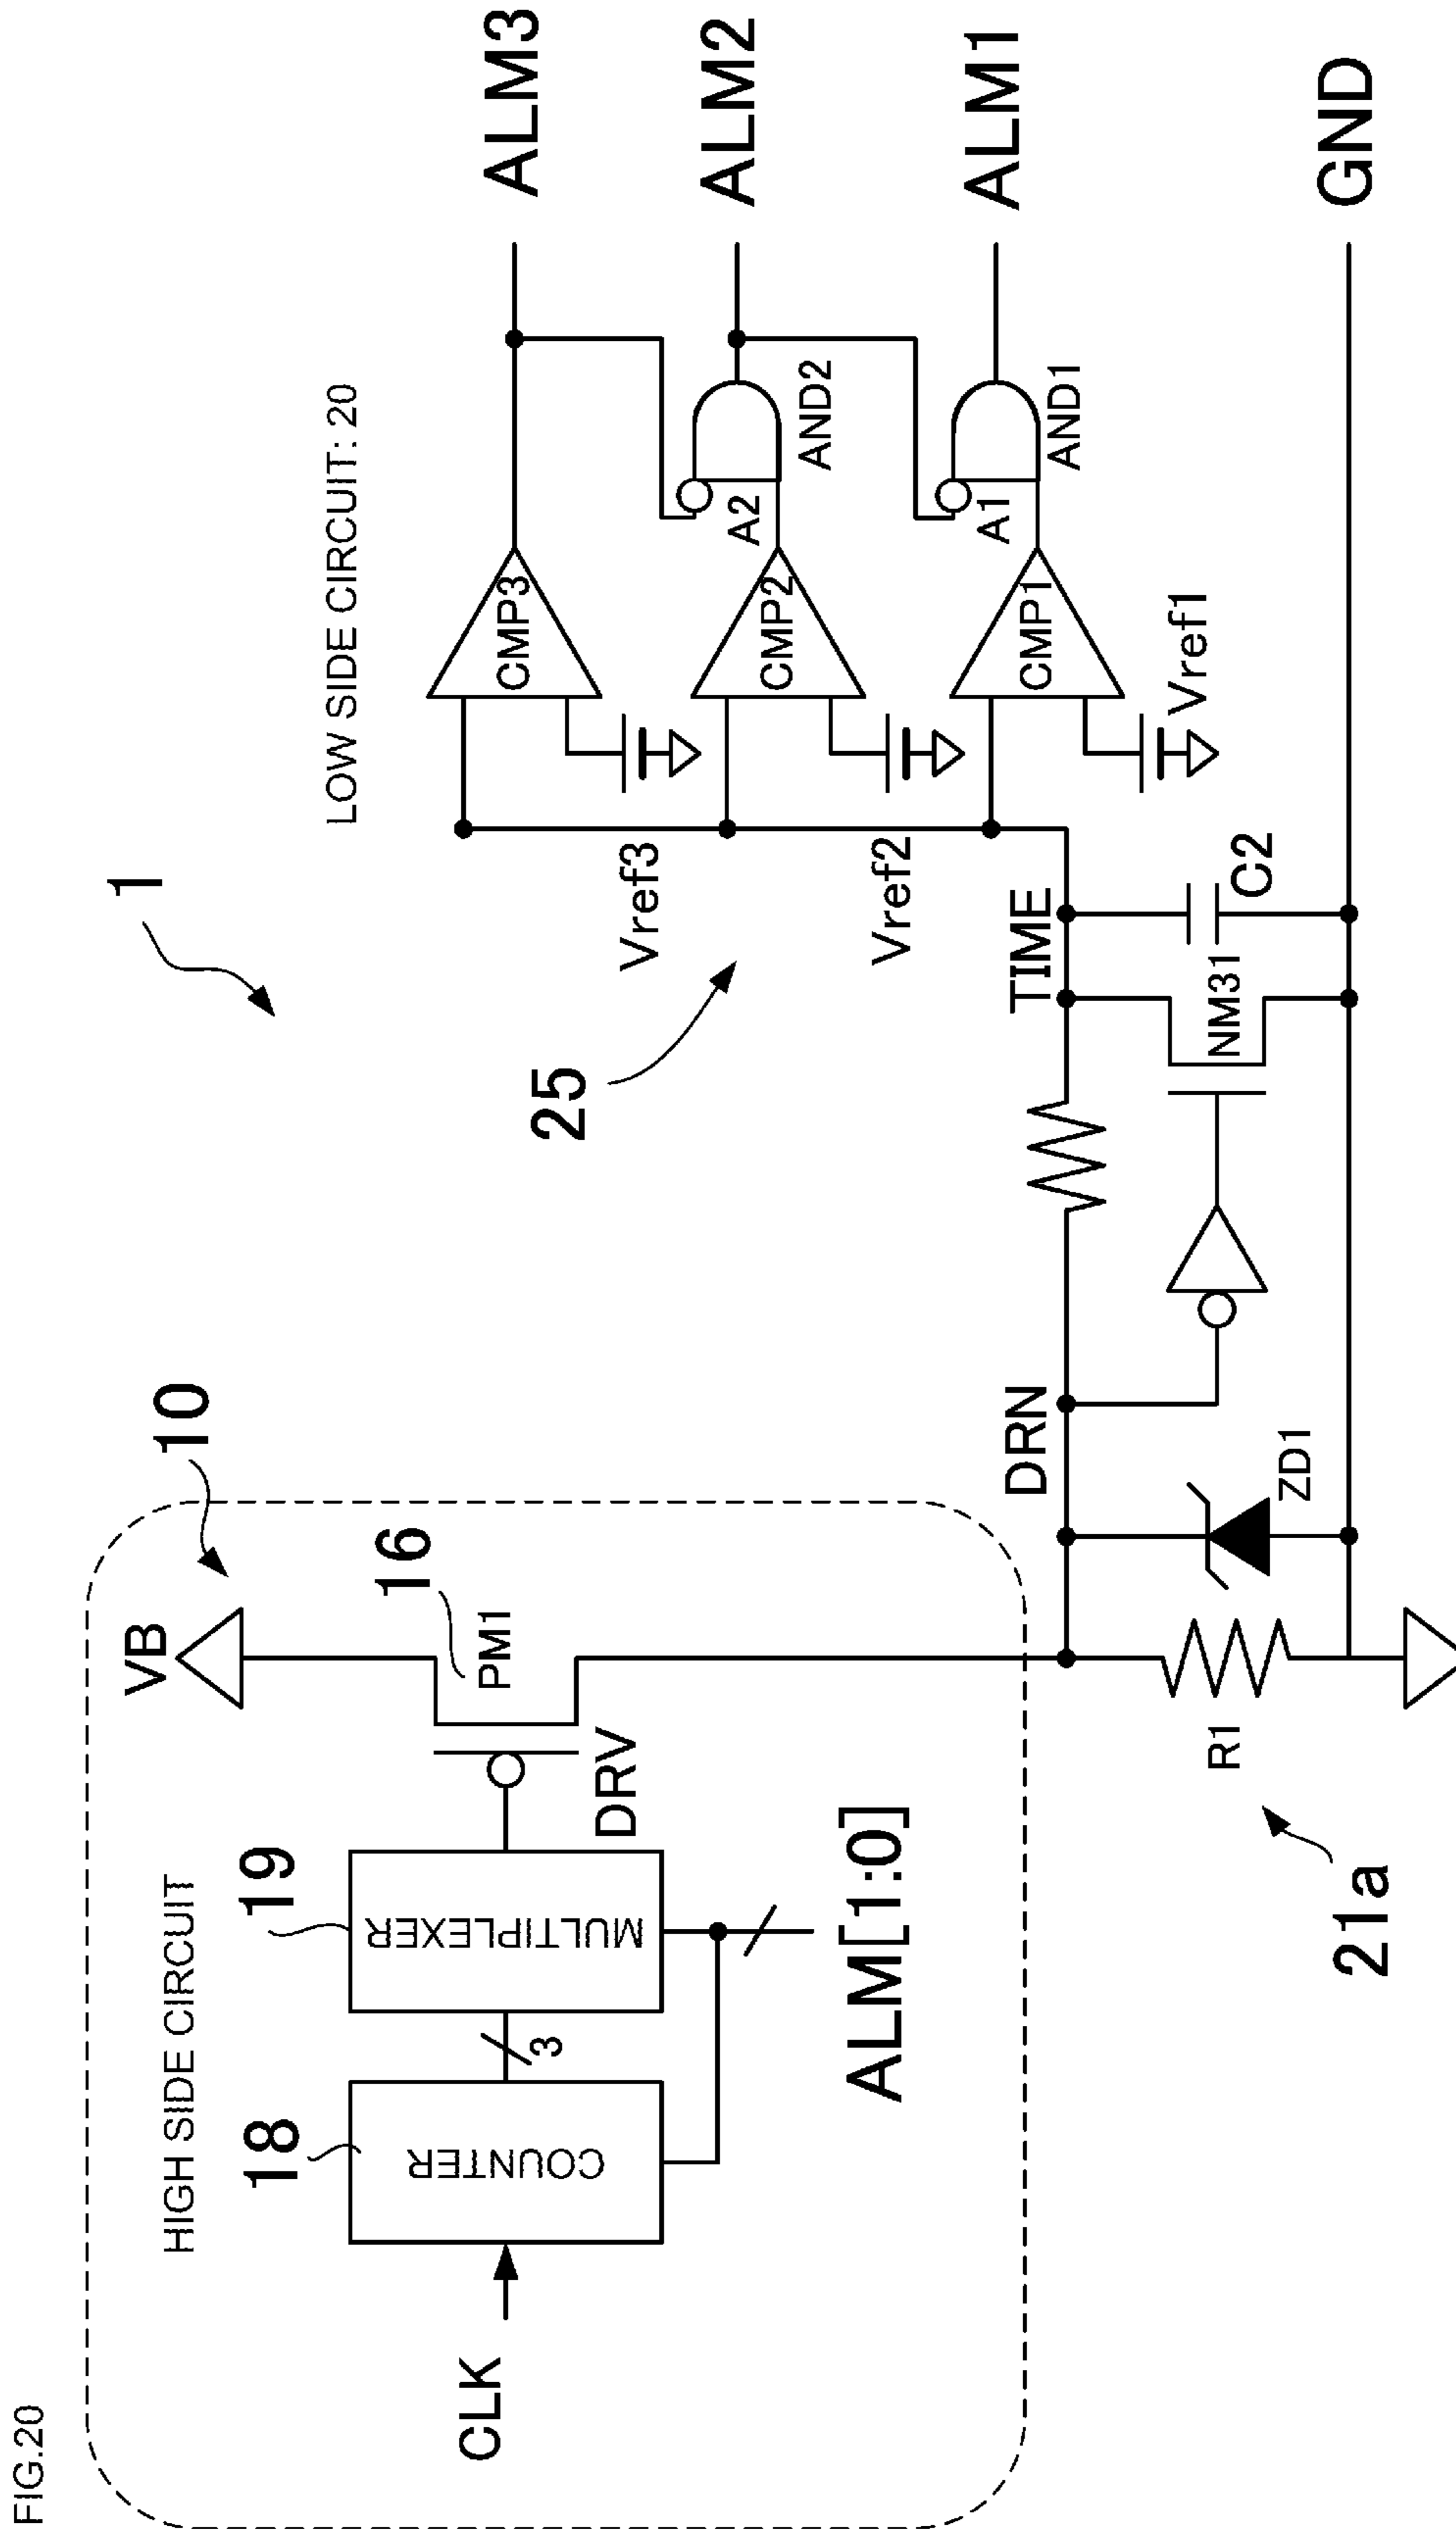 FIG.20
1
HIGH SIDE CIRCUIT
10
VB
LOW SIDE CIRCUIT: 20
18
19
16
CLK
COUNTER
3
MULTIPLEXER
PM1
DRV
ALM[1:0]
25
Vref3
Vref2
Vref1
CMP3
CMP2
CMP1
A2
A1
AND2
AND1
ALM3
ALM2
ALM1
DRN
TIME
21a
R1
ZD1
NM31
C2
GND